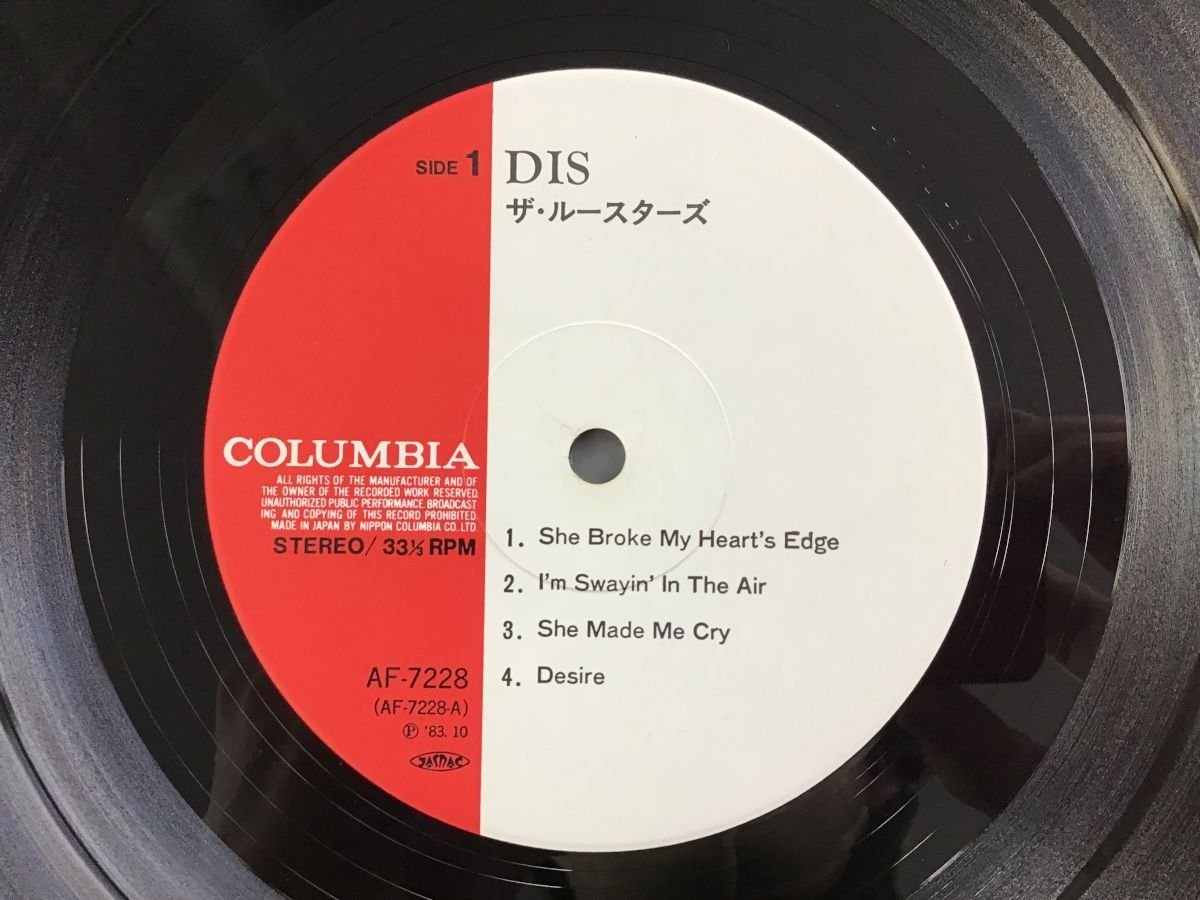 SIDE 1
DIS
ザ・ルースターズ
COLUMBIA
ALL RIGHTS OF THE MANUFACTURER AND OF
THE OWNER OF THE RECORDED WORK RESERVED.
UNAUTHORIZED PUBLIC PERFORMANCE. BROADCAST
ING AND COPYING OF THIS RECORD PROHIBITED
MADE IN JAPAN BY NIPPON COLUMBIA CO., LTD.
STEREO/ 33⅓ RPM
1. She Broke My Heart's Edge
2. I'm Swayin' In The Air
3. She Made Me Cry
4. Desire
AF-7228
(AF-7228-A)
Ⓟ '83. 10
JASRAC